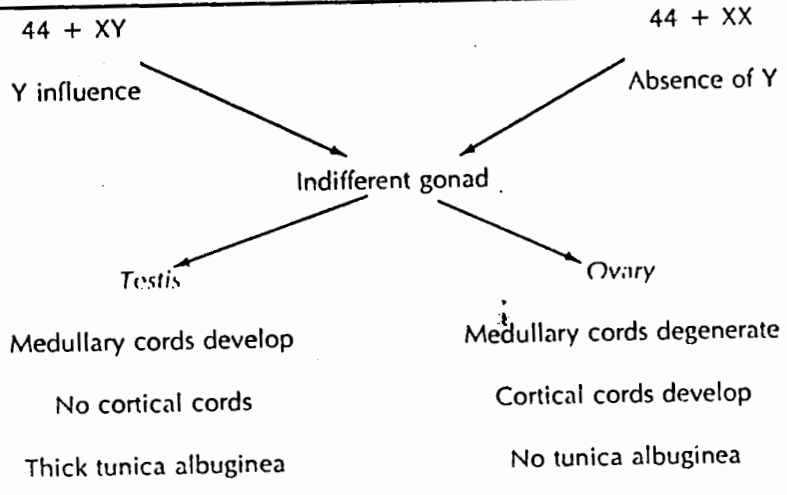 44 + XY
44 + XX
Y influence
Absence of Y
Indifferent gonad
Testis
Ovary
Medullary cords develop
Medullary cords degenerate
No cortical cords
Cortical cords develop
Thick tunica albuginea
No tunica albuginea